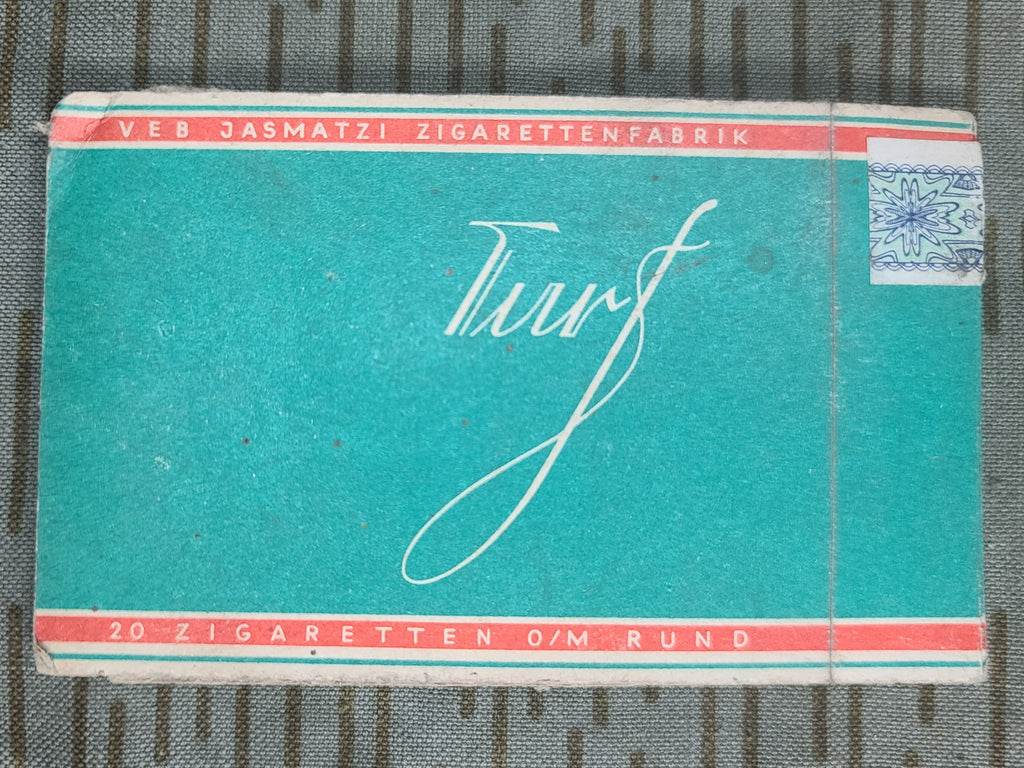 VEB JASMATZI ZIGARETTENFABRIK
Turf
20 ZIGARETTEN O/M RUND